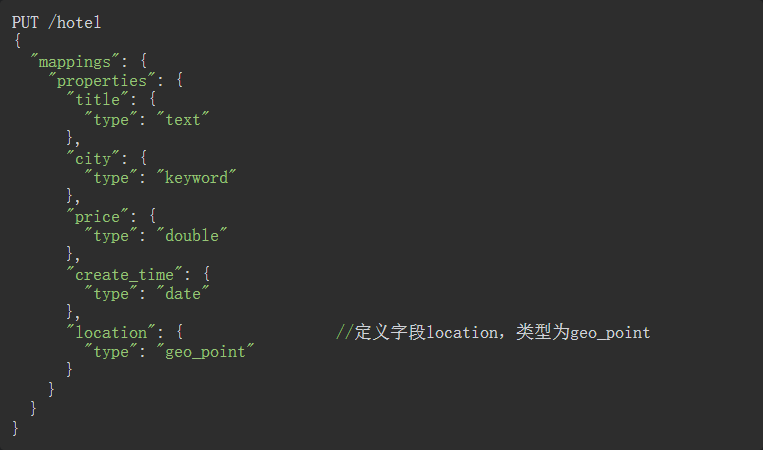 PUT /hotel
{
  "mappings": {
    "properties": {
      "title": {
        "type": "text"
      },
      "city": {
        "type": "keyword"
      },
      "price": {
        "type": "double"
      },
      "create_time": {
        "type": "date"
      },
      "location": {                 //定义字段location，类型为geo_point
        "type": "geo_point"
      }
    }
  }
}